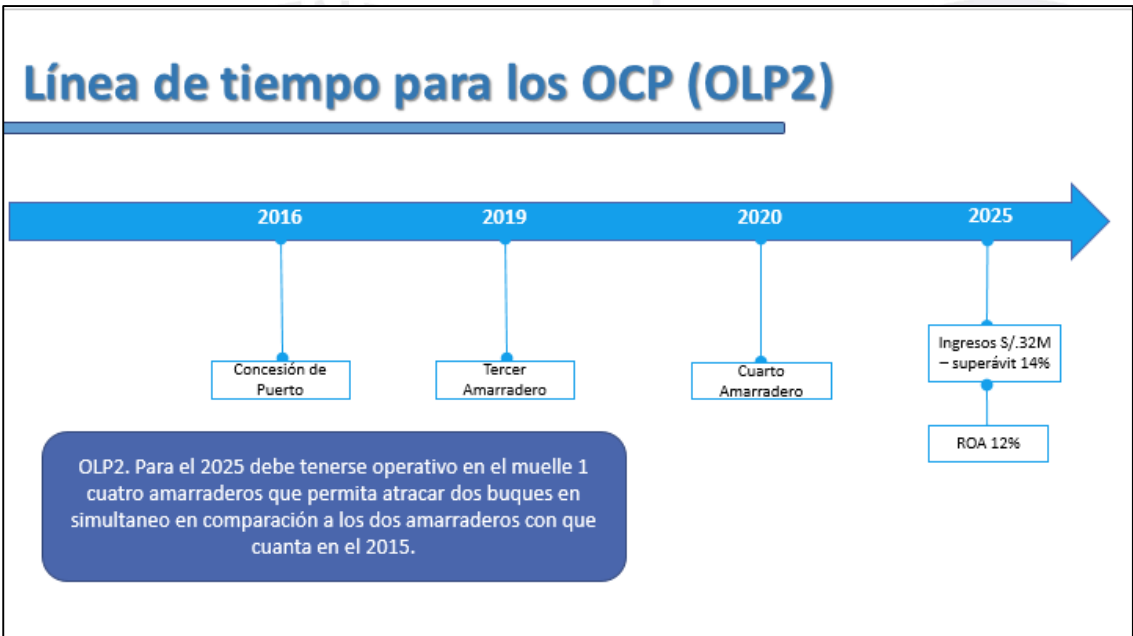 Línea de tiempo para los OCP (OLP2)
2016
2019
2020
2025
Concesión de
Puerto
Tercer
Amarradero
Cuarto
Amarradero
Ingresos S/.32M
– superávit 14%
ROA 12%
OLP2. Para el 2025 debe tenerse operativo en el muelle 1
cuatro amarraderos que permita atracar dos buques en
simultaneo en comparación a los dos amarraderos con que
cuanta en el 2015.